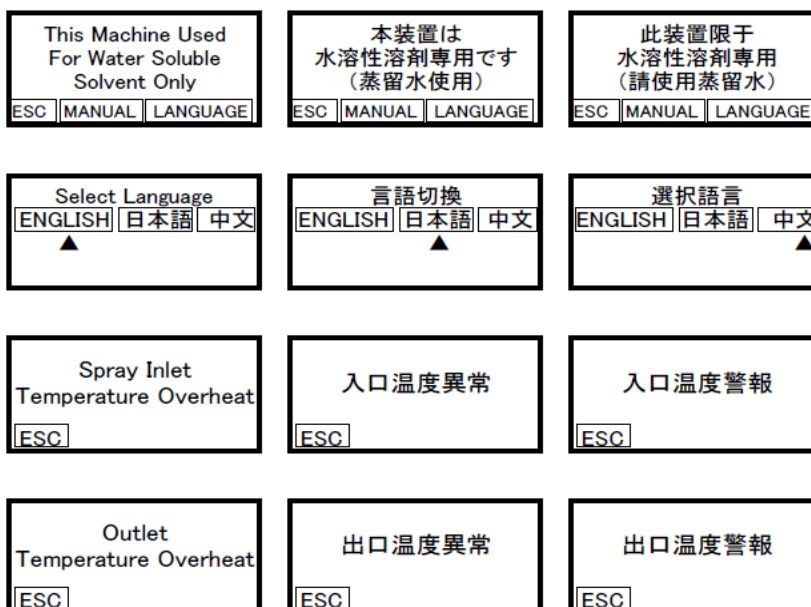 This Machine Used
For Water Soluble
Solvent Only
ESC MANUAL LANGUAGE
本装置は
水溶性溶剤専用です
（蒸留水使用）
ESC MANUAL LANGUAGE
此装置限于
水溶性溶剤専用
（請使用蒸留水）
ESC MANUAL LANGUAGE
Select Language
ENGLISH 日本語 中文
▲
言語切換
ENGLISH 日本語 中文
▲
選択語言
ENGLISH 日本語 中文
▲
Spray Inlet
Temperature Overheat
ESC
入口温度異常
ESC
入口温度警報
ESC
Outlet
Temperature Overheat
ESC
出口温度異常
ESC
出口温度警報
ESC